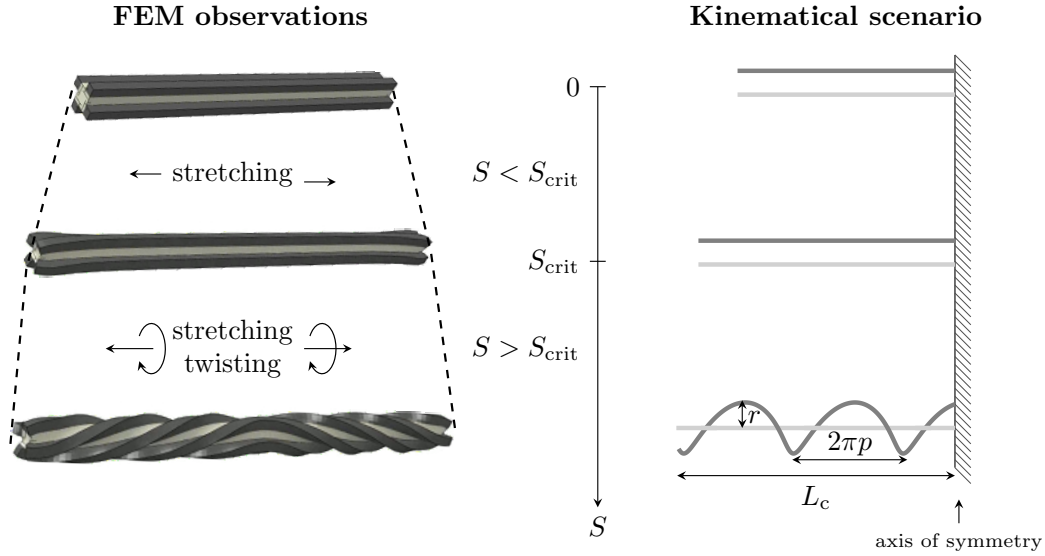 FEM observations
Kinematical scenario
0
stretching
S < S_crit
S_crit
stretching
twisting
S > S_crit
r
2πp
L_c
S
axis of symmetry